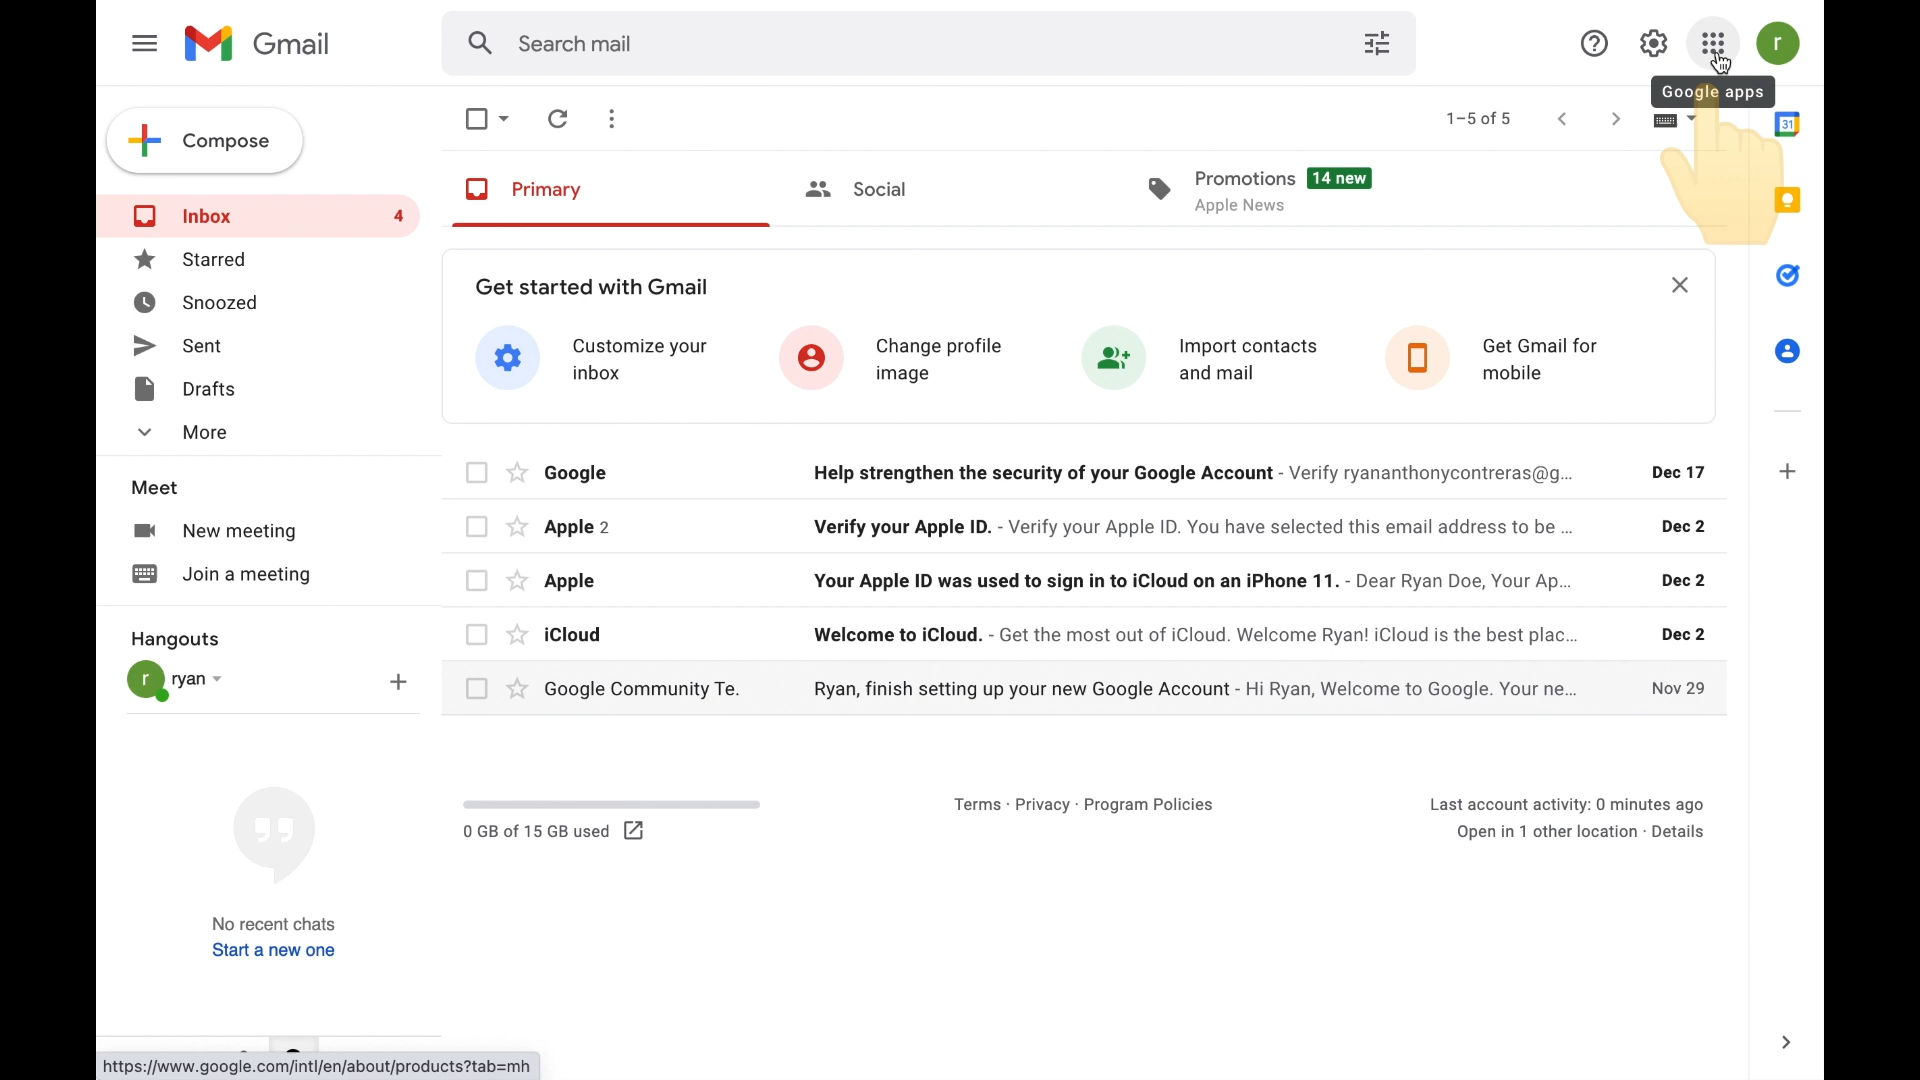 Gmail
Search mail
r
Google apps
Compose
1–5 of 5
31
Primary
Social
Promotions 14 new
Apple News
Inbox 4
Starred
Snoozed
Sent
Drafts
More
Get started with Gmail
Customize your
inbox
Change profile
image
Import contacts
and mail
Get Gmail for
mobile
Google Help strengthen the security of your Google Account - Verify ryananthonycontreras@g... Dec 17
Apple 2 Verify your Apple ID. - Verify your Apple ID. You have selected this email address to be ... Dec 2
Apple Your Apple ID was used to sign in to iCloud on an iPhone 11. - Dear Ryan Doe, Your Ap... Dec 2
iCloud Welcome to iCloud. - Get the most out of iCloud. Welcome Ryan! iCloud is the best plac... Dec 2
Google Community Te. Ryan, finish setting up your new Google Account - Hi Ryan, Welcome to Google. Your ne... Nov 29
Meet
New meeting
Join a meeting
Hangouts
r ryan
No recent chats
Start a new one
0 GB of 15 GB used
Terms · Privacy · Program Policies
Last account activity: 0 minutes ago
Open in 1 other location · Details
https://www.google.com/intl/en/about/products?tab=mh